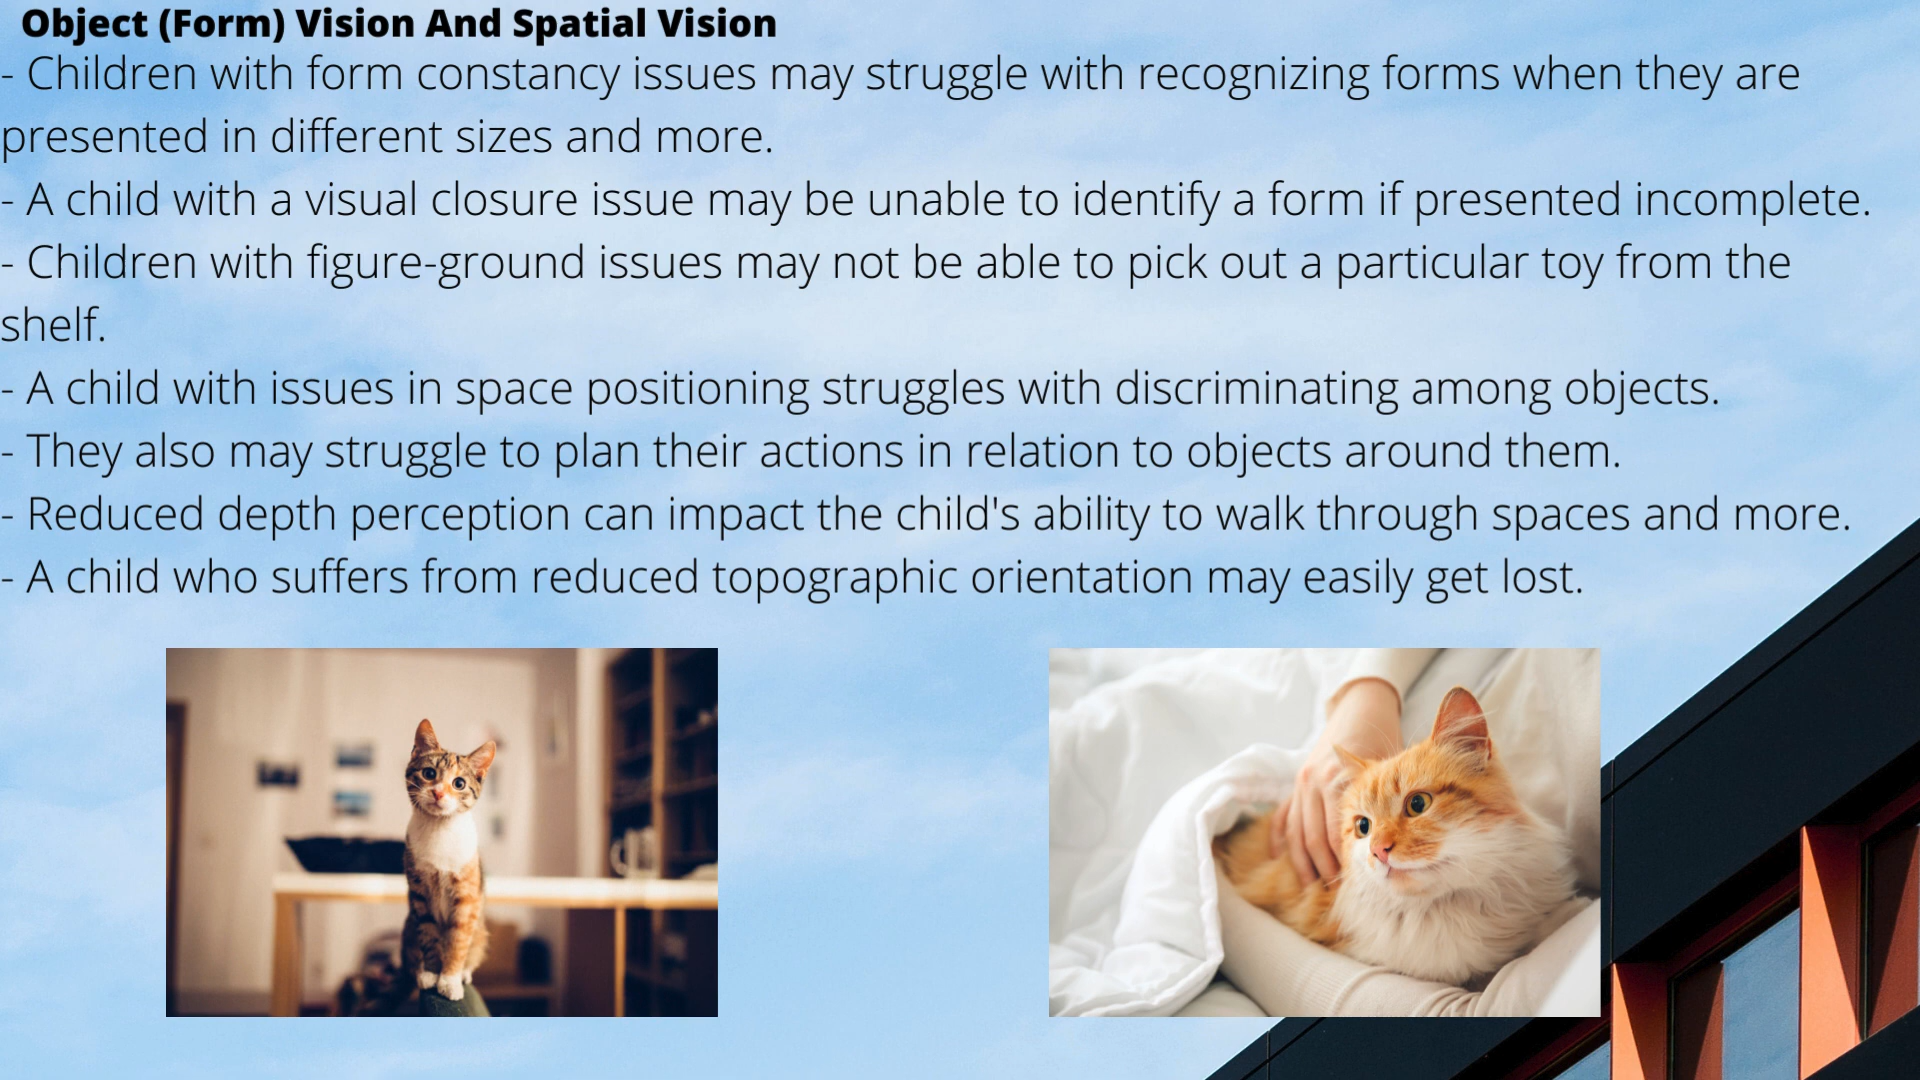 Object (Form) Vision And Spatial Vision
- Children with form constancy issues may struggle with recognizing forms when they are
presented in different sizes and more.
- A child with a visual closure issue may be unable to identify a form if presented incomplete.
- Children with figure-ground issues may not be able to pick out a particular toy from the
shelf.
- A child with issues in space positioning struggles with discriminating among objects.
- They also may struggle to plan their actions in relation to objects around them.
- Reduced depth perception can impact the child's ability to walk through spaces and more.
- A child who suffers from reduced topographic orientation may easily get lost.